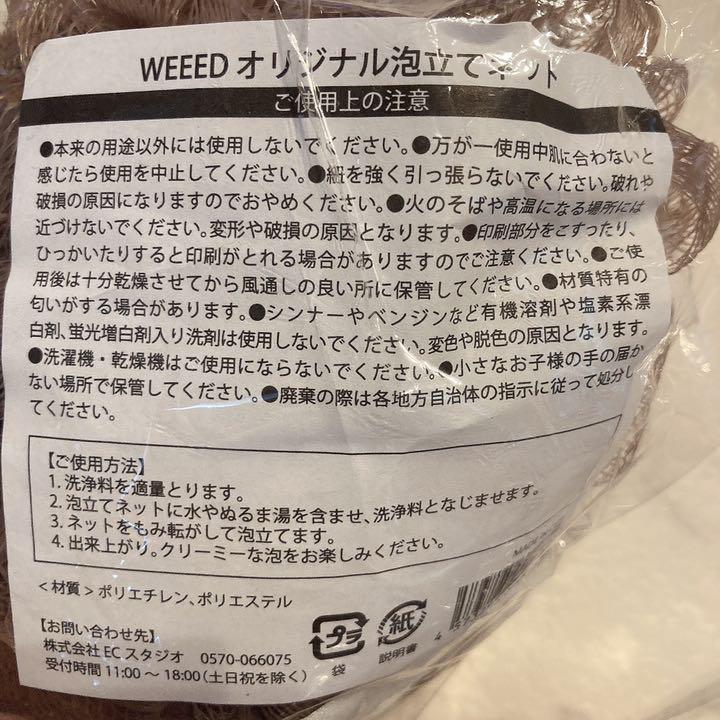 WEEED オリジナル泡立てネット
ご使用上の注意
●本来の用途以外には使用しないでください。●万が一使用中肌に合わないと
感じたら使用を中止してください。●紐を強く引っ張らないでください。破れや
破損の原因になりますのでおやめください。●火のそばや高温になる場所には
近づけないでください。変形や破損の原因となります。●印刷部分をこすったり、
ひっかいたりすると印刷がとれる場合がありますのでご注意ください。●ご使
用後は十分乾燥させてから風通しの良い所に保管してください。●材質特有の
匂いがする場合があります。●シンナーやベンジンなど有機溶剤や塩素系漂
白剤、蛍光増白剤入り洗剤は使用しないでください。変色や脱色の原因となります。
●洗濯機・乾燥機はご使用にならないでください。●小さなお子様の手の届か
ない場所で保管してください。●廃棄の際は各地方自治体の指示に従って処分し
てください。
【ご使用方法】
1. 洗浄料を適量とります。
2. 泡立てネットに水やぬるま湯を含ませ、洗浄料となじませます。
3. ネットをもみ転がして泡立てます。
4. 出来上がり。クリーミーな泡をお楽しみください。
<材質> ポリエチレン、ポリエステル
【お問い合わせ先】
株式会社 EC スタジオ 0570-066075
受付時間 11:00～18:00（土日祝を除く）
プラ
袋
紙
説明書